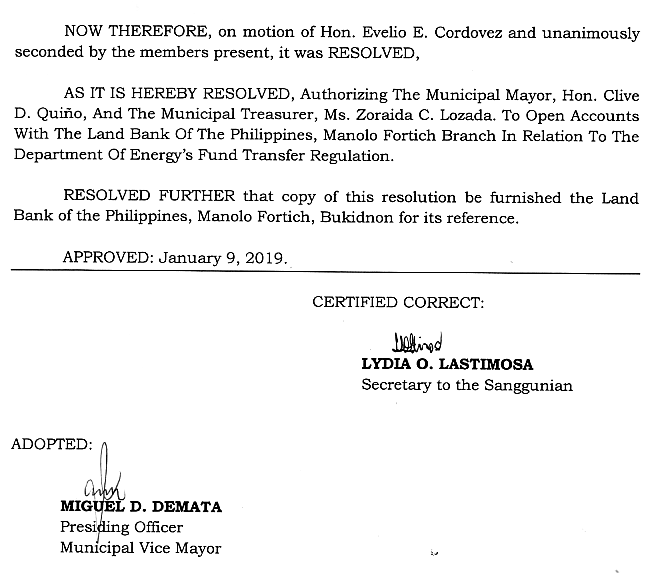 NOW THEREFORE, on motion of Hon. Evelio E. Cordovez and unanimously
seconded by the members present, it was RESOLVED,
AS IT IS HEREBY RESOLVED, Authorizing The Municipal Mayor, Hon. Clive
D. Quiño, And The Municipal Treasurer, Ms. Zoraida C. Lozada. To Open Accounts
With The Land Bank Of The Philippines, Manolo Fortich Branch In Relation To The
Department Of Energy's Fund Transfer Regulation.
RESOLVED FURTHER that copy of this resolution be furnished the Land
Bank of the Philippines, Manolo Fortich, Bukidnon for its reference.
APPROVED: January 9, 2019.
CERTIFIED CORRECT:
LYDIA O. LASTIMOSA
Secretary to the Sanggunian
ADOPTED:
MIGUEL D. DEMATA
Presiding Officer
Municipal Vice Mayor